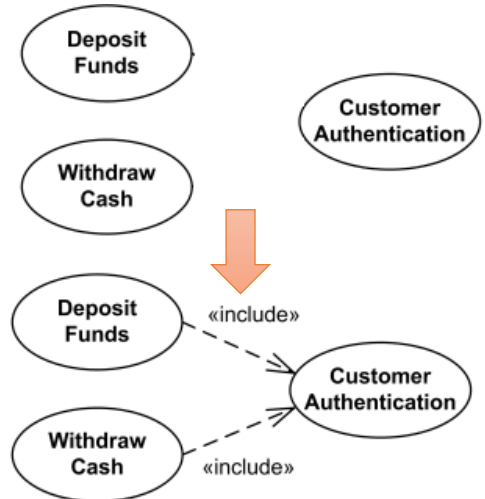 Deposit
Funds
Customer
Authentication
Withdraw
Cash
Deposit
Funds
«include»
Customer
Authentication
Withdraw
Cash
«include»